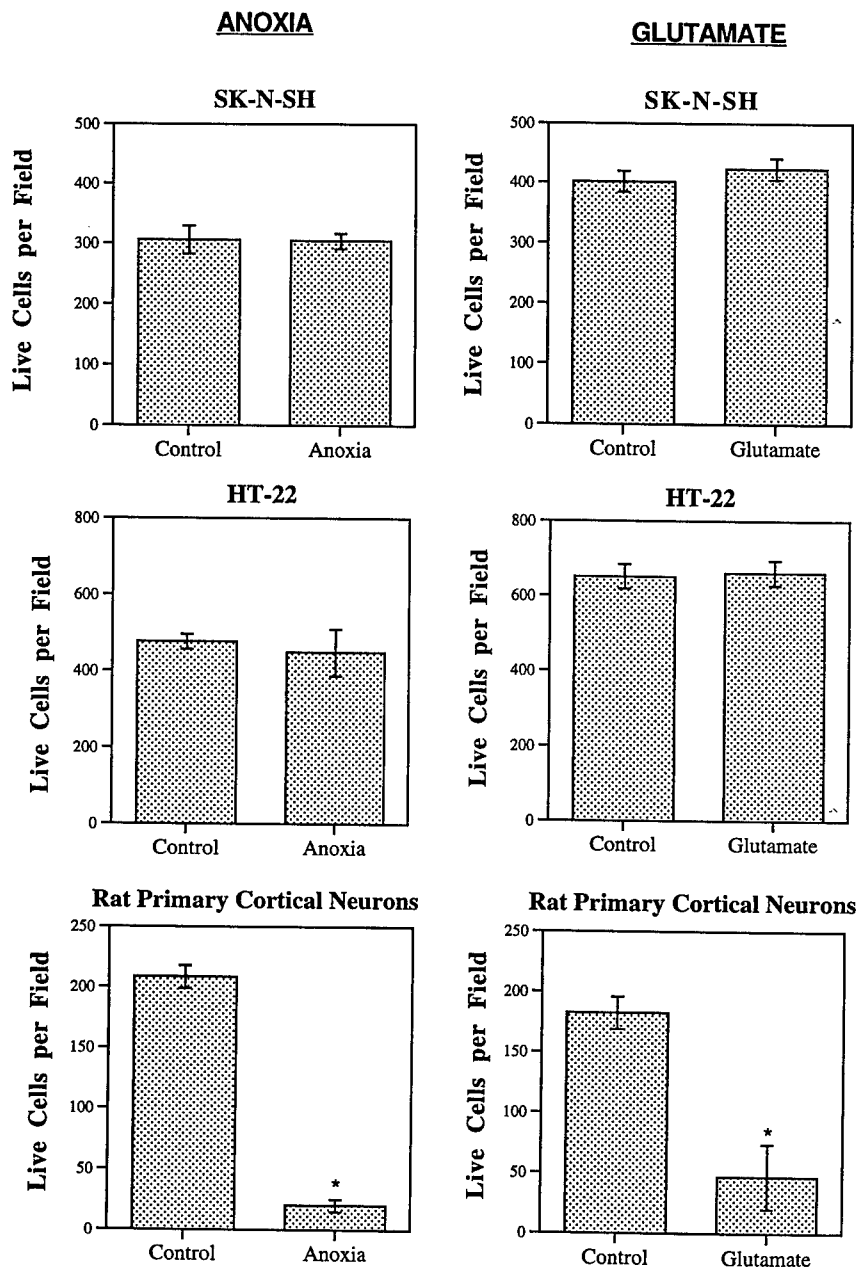 ANOXIA
GLUTAMATE
SK-N-SH
Live Cells per Field
500
400
300
200
100
0
Control
Anoxia
SK-N-SH
Live Cells per Field
500
400
300
200
100
0
Control
Glutamate
HT-22
Live Cells per Field
800
600
400
200
0
Control
Anoxia
HT-22
Live Cells per Field
800
600
400
200
0
Control
Glutamate
Rat Primary Cortical Neurons
Live Cells per Field
250
200
150
100
50
0
*
Control
Anoxia
Rat Primary Cortical Neurons
Live Cells per Field
250
200
150
100
50
0
*
Control
Glutamate